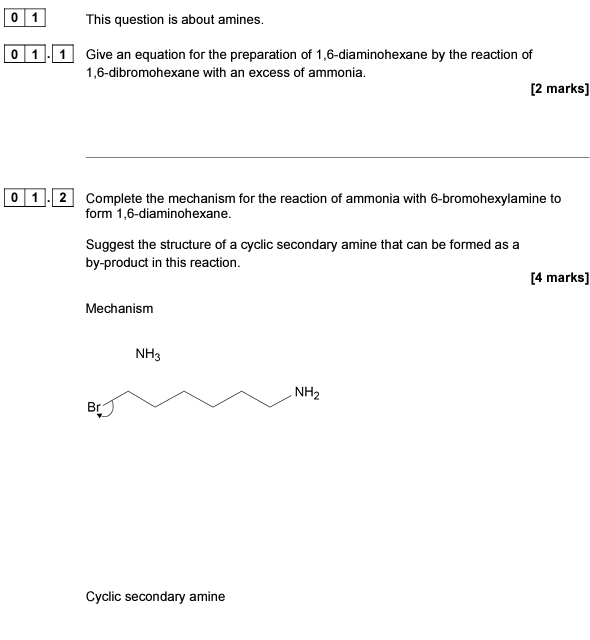 0 1 This question is about amines.
0 1 . 1 Give an equation for the preparation of 1,6-diaminohexane by the reaction of
1,6-dibromohexane with an excess of ammonia.
[2 marks]
0 1 . 2 Complete the mechanism for the reaction of ammonia with 6-bromohexylamine to
form 1,6-diaminohexane.
Suggest the structure of a cyclic secondary amine that can be formed as a
by-product in this reaction.
[4 marks]
Mechanism
NH3
NH2
Br
Cyclic secondary amine